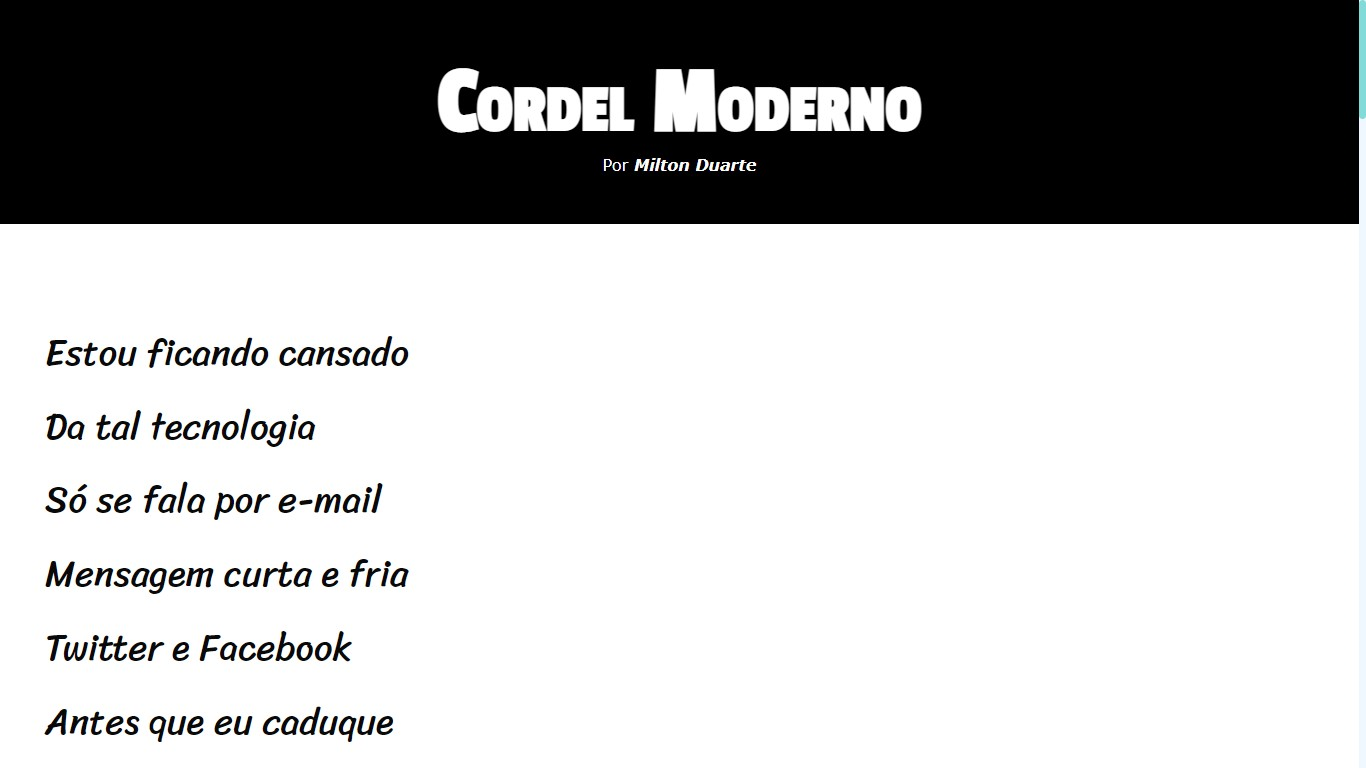 Cordel Moderno
Por Milton Duarte
Estou ficando cansado
Da tal tecnologia
Só se fala por e-mail
Mensagem curta e fria
Twitter e Facebook
Antes que eu caduque